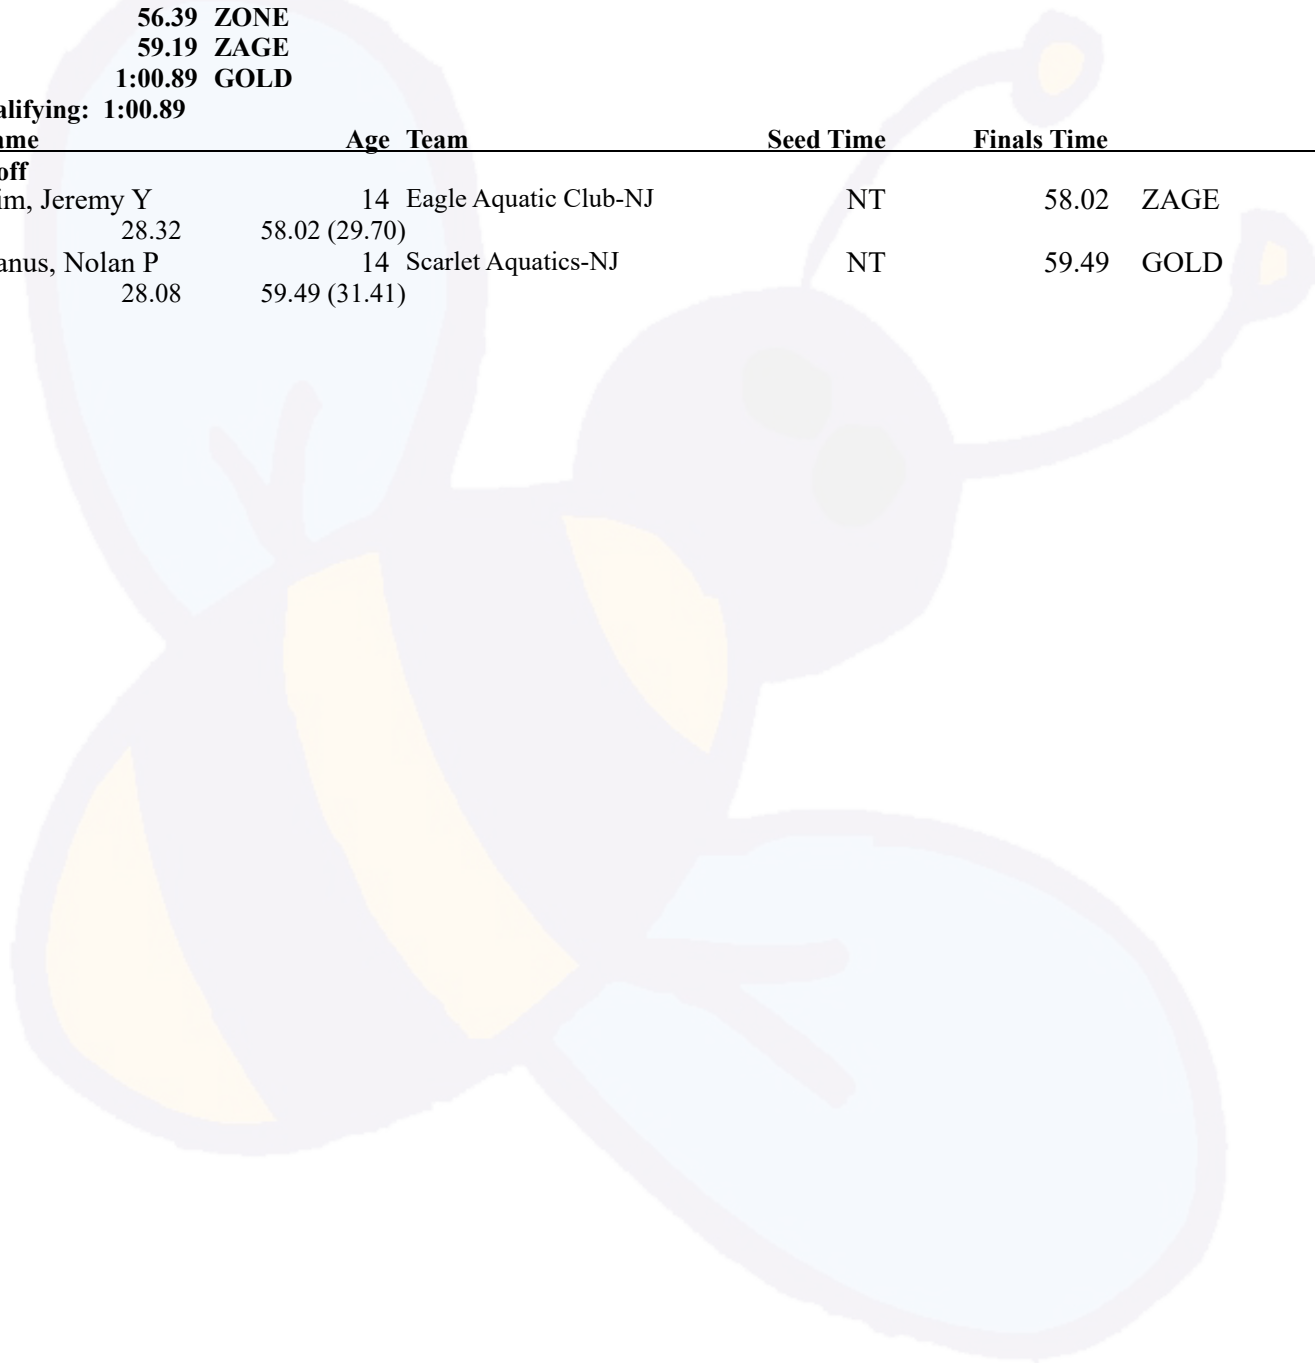 56.39 ZONE
59.19 ZAGE
1:00.89 GOLD
alifying: 1:00.89
ame Age Team Seed Time Finals Time
off
im, Jeremy Y 14 Eagle Aquatic Club-NJ NT 58.02 ZAGE
28.32 58.02 (29.70)
anus, Nolan P 14 Scarlet Aquatics-NJ NT 59.49 GOLD
28.08 59.49 (31.41)